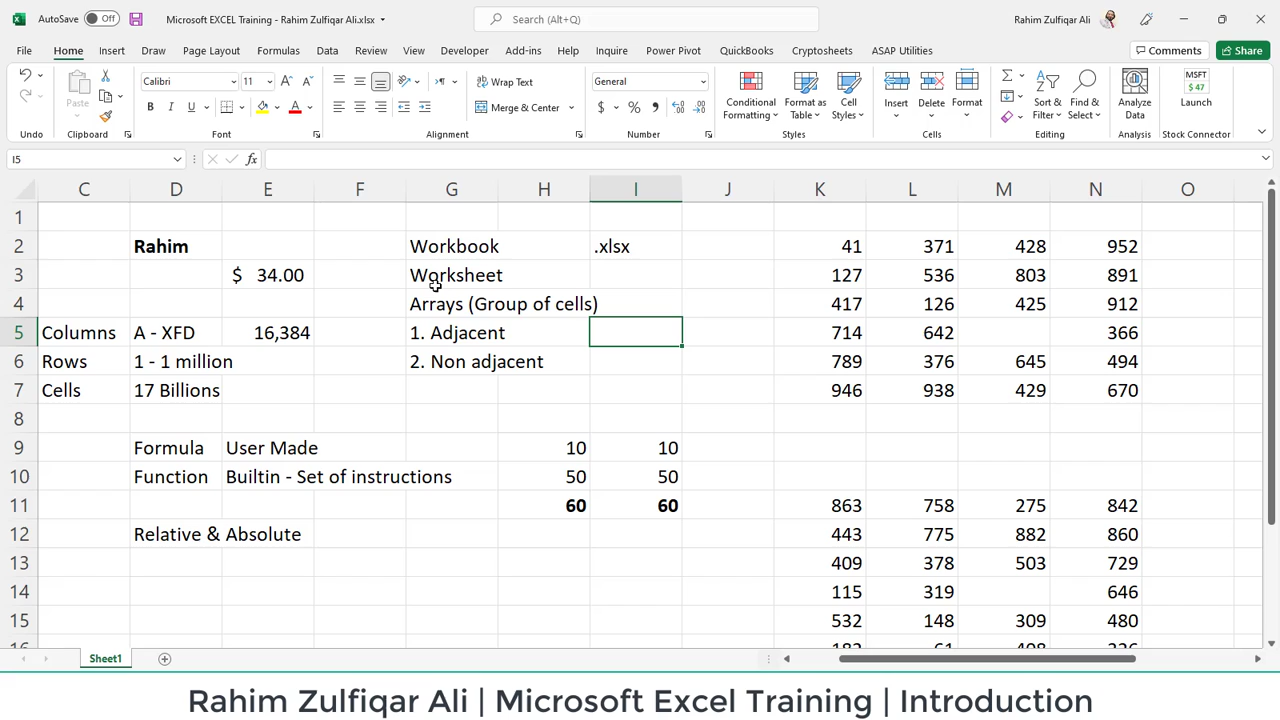 AutoSave Off Microsoft EXCEL Training - Rahim Zulfiqar Ali.xlsx Search (Alt+Q) Rahim Zulfiqar Ali
File Home Insert Draw Page Layout Formulas Data Review View Developer Add-ins Help Inquire Power Pivot QuickBooks Cryptosheets ASAP Utilities Comments Share
Calibri 11 Wrap Text General
Paste Merge & Center Conditional Formatting Format as Table Cell Styles Insert Delete Format Sort & Filter Find & Select Analyze Data MSFT $ 47 Launch
Undo Clipboard Font Alignment Number Styles Cells Editing Analysis Stock Connector
I5 fx
C D E F G H I J K L M N O
1
2 Rahim Workbook .xlsx 41 371 428 952
3 $ 34.00 Worksheet 127 536 803 891
4 Arrays (Group of cells) 417 126 425 912
5 Columns A - XFD 16,384 1. Adjacent 714 642 366
6 Rows 1 - 1 million 2. Non adjacent 789 376 645 494
7 Cells 17 Billions 946 938 429 670
8
9 Formula User Made 10 10
10 Function Builtin - Set of instructions 50 50
11 60 60 863 758 275 842
12 Relative & Absolute 443 775 882 860
13 409 378 503 729
14 115 319 646
15 532 148 309 480
Sheet1
Rahim Zulfiqar Ali | Microsoft Excel Training | Introduction